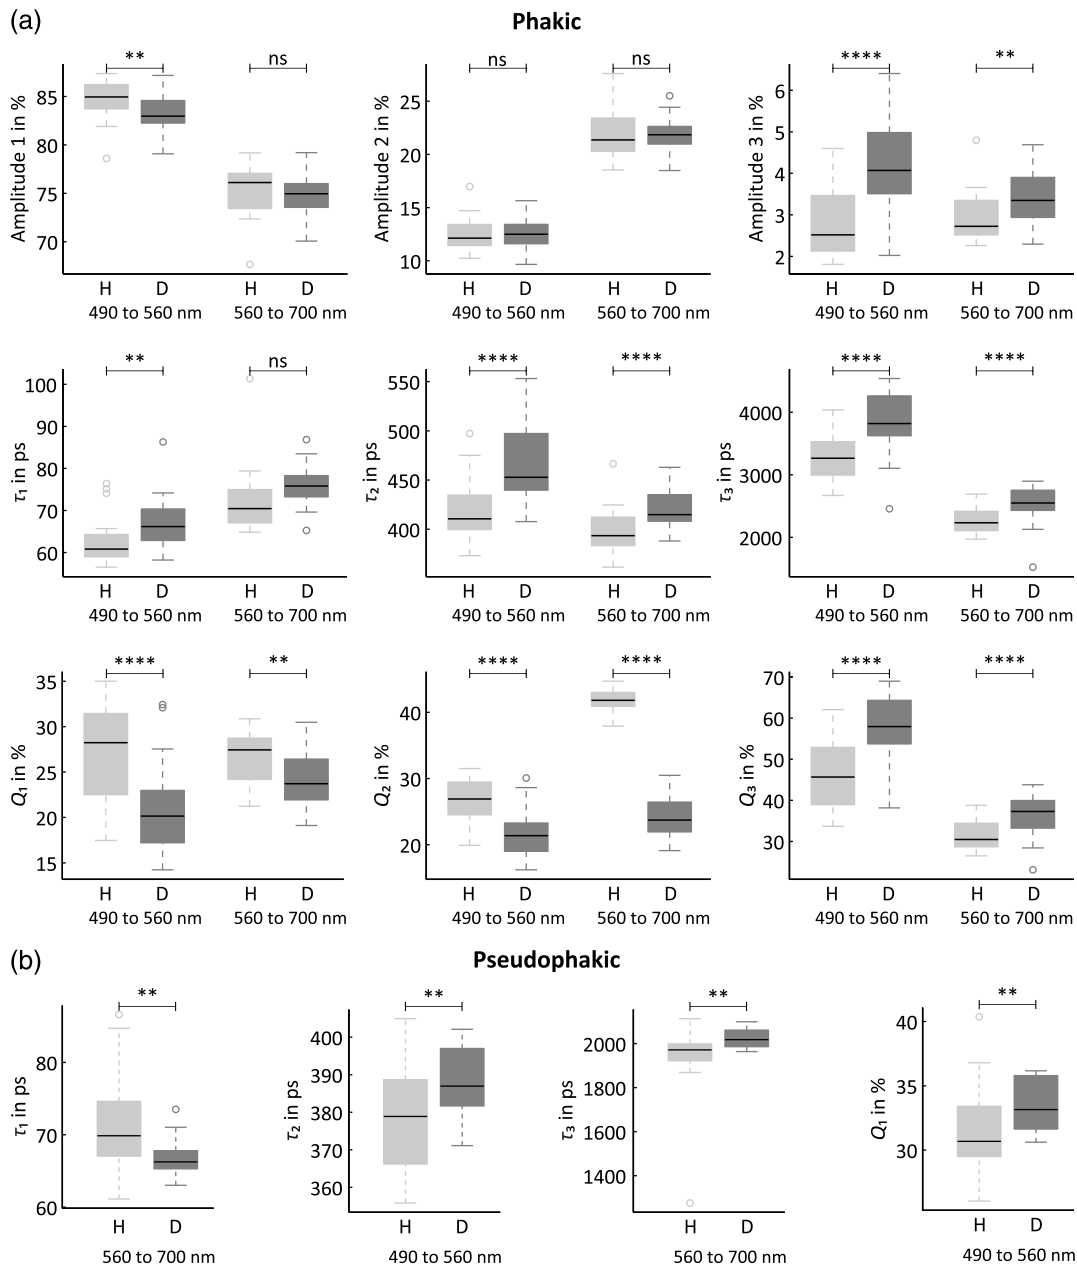 (a)
Phakic
Amplitude 1 in %
85
80
75
70
**
ns
H D H D
490 to 560 nm 560 to 700 nm
Amplitude 2 in %
25
20
15
10
ns
ns
H D H D
490 to 560 nm 560 to 700 nm
Amplitude 3 in %
6
5
4
3
2
****
**
H D H D
490 to 560 nm 560 to 700 nm
τ₁ in ps
100
90
80
70
60
**
ns
H D H D
490 to 560 nm 560 to 700 nm
τ₂ in ps
550
500
450
400
****
****
H D H D
490 to 560 nm 560 to 700 nm
τ₃ in ps
4000
3000
2000
****
****
H D H D
490 to 560 nm 560 to 700 nm
Q₁ in %
35
30
25
20
15
****
**
H D H D
490 to 560 nm 560 to 700 nm
Q₂ in %
40
30
20
****
****
H D H D
490 to 560 nm 560 to 700 nm
Q₃ in %
70
60
50
40
30
****
****
H D H D
490 to 560 nm 560 to 700 nm
(b)
Pseudophakic
τ₁ in ps
80
70
60
**
H D
560 to 700 nm
τ₂ in ps
400
390
380
370
360
**
H D
490 to 560 nm
τ₃ in ps
2000
1800
1600
1400
**
H D
560 to 700 nm
Q₁ in %
40
35
30
**
H D
490 to 560 nm